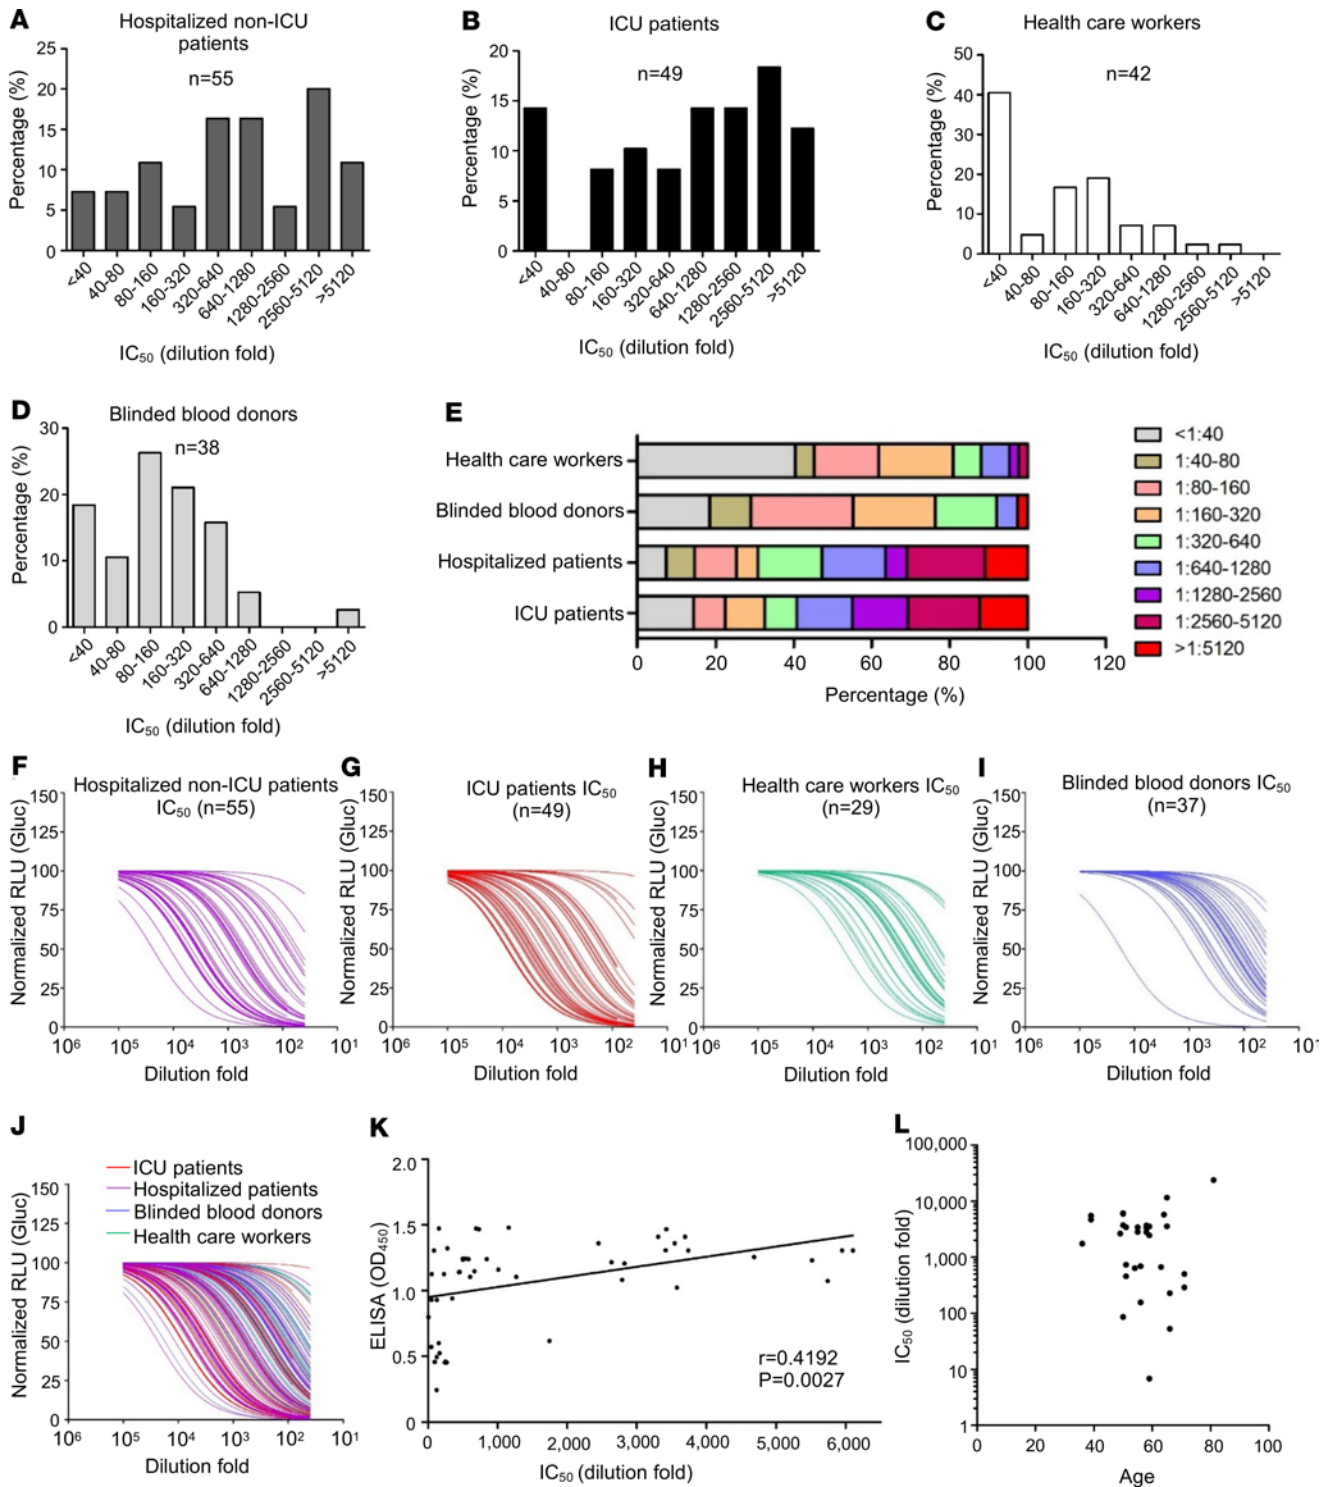 A
Hospitalized non-ICU
patients
n=55
Percentage (%)
25
20
15
10
5
0
<40
40-80
80-160
160-320
320-640
640-1280
1280-2560
2560-5120
>5120
IC50 (dilution fold)
B
ICU patients
n=49
Percentage (%)
20
15
10
5
0
<40
40-80
80-160
160-320
320-640
640-1280
1280-2560
2560-5120
>5120
IC50 (dilution fold)
C
Health care workers
n=42
Percentage (%)
50
40
30
20
10
0
<40
40-80
80-160
160-320
320-640
640-1280
1280-2560
2560-5120
>5120
IC50 (dilution fold)
D
Blinded blood donors
n=38
Percentage (%)
30
20
10
0
<40
40-80
80-160
160-320
320-640
640-1280
1280-2560
2560-5120
>5120
IC50 (dilution fold)
E
Health care workers
Blinded blood donors
Hospitalized patients
ICU patients
0 20 40 60 80 100 120
Percentage (%)
<1:40
1:40-80
1:80-160
1:160-320
1:320-640
1:640-1280
1:1280-2560
1:2560-5120
>1:5120
F
Hospitalized non-ICU patients
IC50 (n=55)
Normalized RLU (Gluc)
150
125
100
75
50
25
0
10⁶ 10⁵ 10⁴ 10³ 10² 10¹
Dilution fold
G
ICU patients IC50
(n=49)
Normalized RLU (Gluc)
150
125
100
75
50
25
0
10⁶ 10⁵ 10⁴ 10³ 10² 10¹
Dilution fold
H
Health care workers IC50
(n=29)
Normalized RLU (Gluc)
150
125
100
75
50
25
0
10⁶ 10⁵ 10⁴ 10³ 10² 10¹
Dilution fold
I
Blinded blood donors IC50
(n=37)
Normalized RLU (Gluc)
150
125
100
75
50
25
0
10⁶ 10⁵ 10⁴ 10³ 10² 10¹
Dilution fold
J
ICU patients
Hospitalized patients
Blinded blood donors
Health care workers
Normalized RLU (Gluc)
150
125
100
75
50
25
0
10⁶ 10⁵ 10⁴ 10³ 10² 10¹
Dilution fold
K
ELISA (OD450)
2.0
1.5
1.0
0.5
0
r=0.4192
P=0.0027
0 1,000 2,000 3,000 4,000 5,000 6,000
IC50 (dilution fold)
L
IC50 (dilution fold)
100,000
10,000
1,000
100
10
1
0 20 40 60 80 100
Age